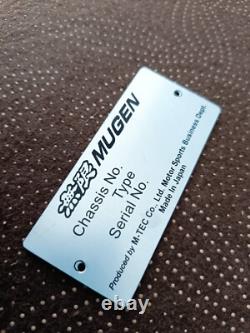 無限 MUGEN
Chassis No.
Type
Serial No.
Produced by M-TEC Co., Ltd. Motor Sports Business Dept.
Made In Japan